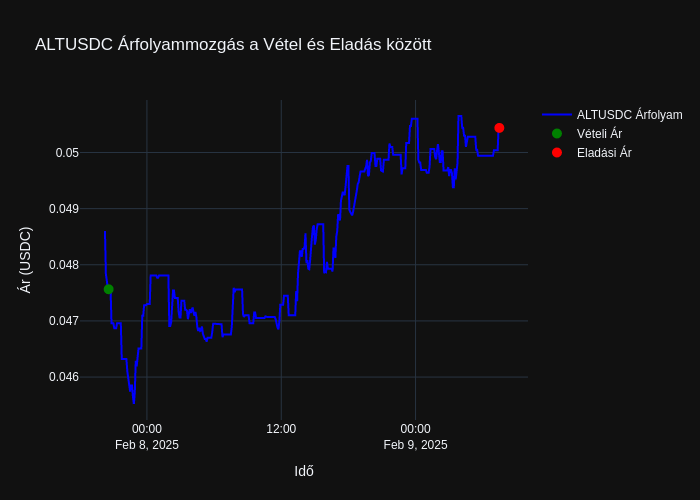 ALTUSDC Árfolyammozgás a Vétel és Eladás között
ALTUSDC Árfolyam
Vételi Ár
Eladási Ár
Ár (USDC)
0.05
0.049
0.048
0.047
0.046
00:00
Feb 8, 2025
12:00
00:00
Feb 9, 2025
Idő